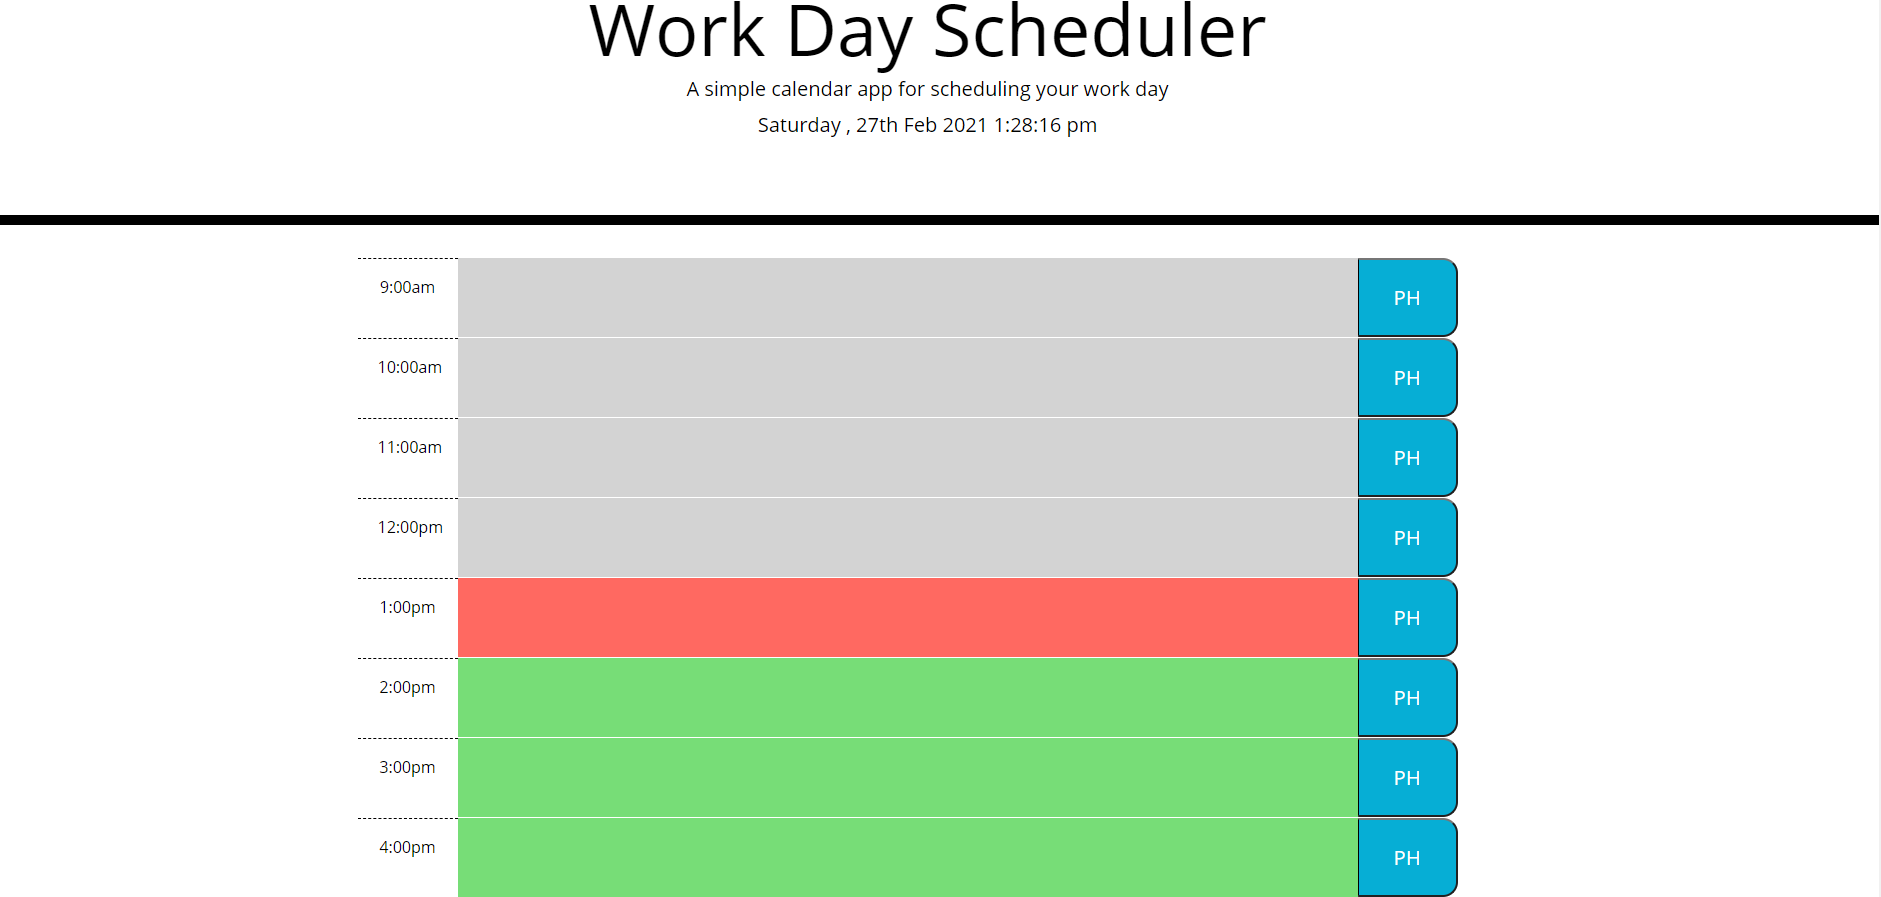 Work Day Scheduler
A simple calendar app for scheduling your work day
Saturday , 27th Feb 2021 1:28:16 pm
9:00am PH
10:00am PH
11:00am PH
12:00pm PH
1:00pm PH
2:00pm PH
3:00pm PH
4:00pm PH